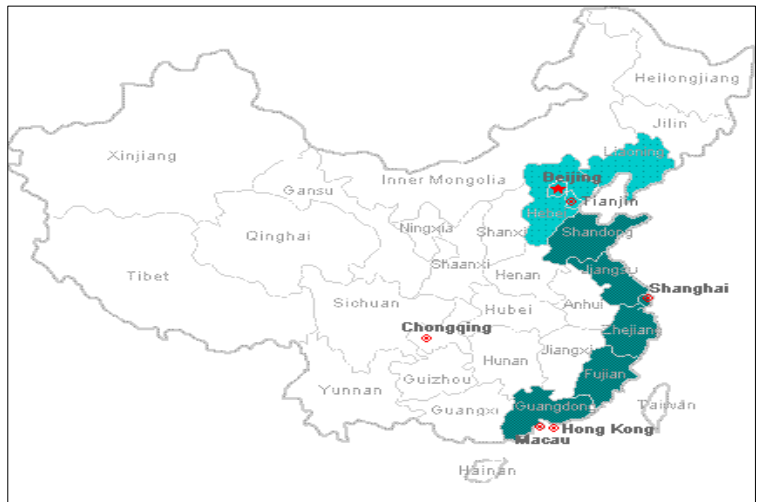 Heilongjiang
Jilin
Liaoning
Xinjiang
Inner Mongolia
Beijing
Gansu
Tianjin
Hebei
Ningxia
Shanxi
Shandong
Qinghai
Shaanxi
Jiangsu
Tibet
Henan
Shanghai
Sichuan
Hubei
Anhui
Chongqing
Zhejiang
Hunan
Jiangxi
Fujian
Guizhou
Yunnan
Guangxi
Guangdong
Taiwan
Hong Kong
Macau
Hainan